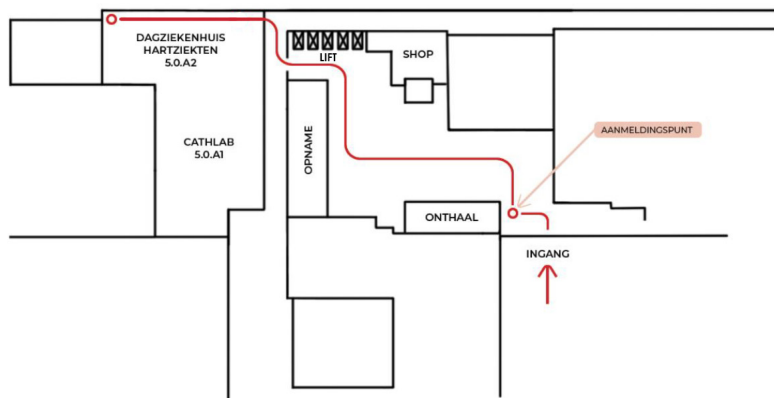 DAGZIEKENHUIS
HARTZIEKTEN
5.0.A2
LIFT
SHOP
CATHLAB
5.0.A1
OPNAME
AANMELDINGSPUNT
ONTHAAL
INGANG